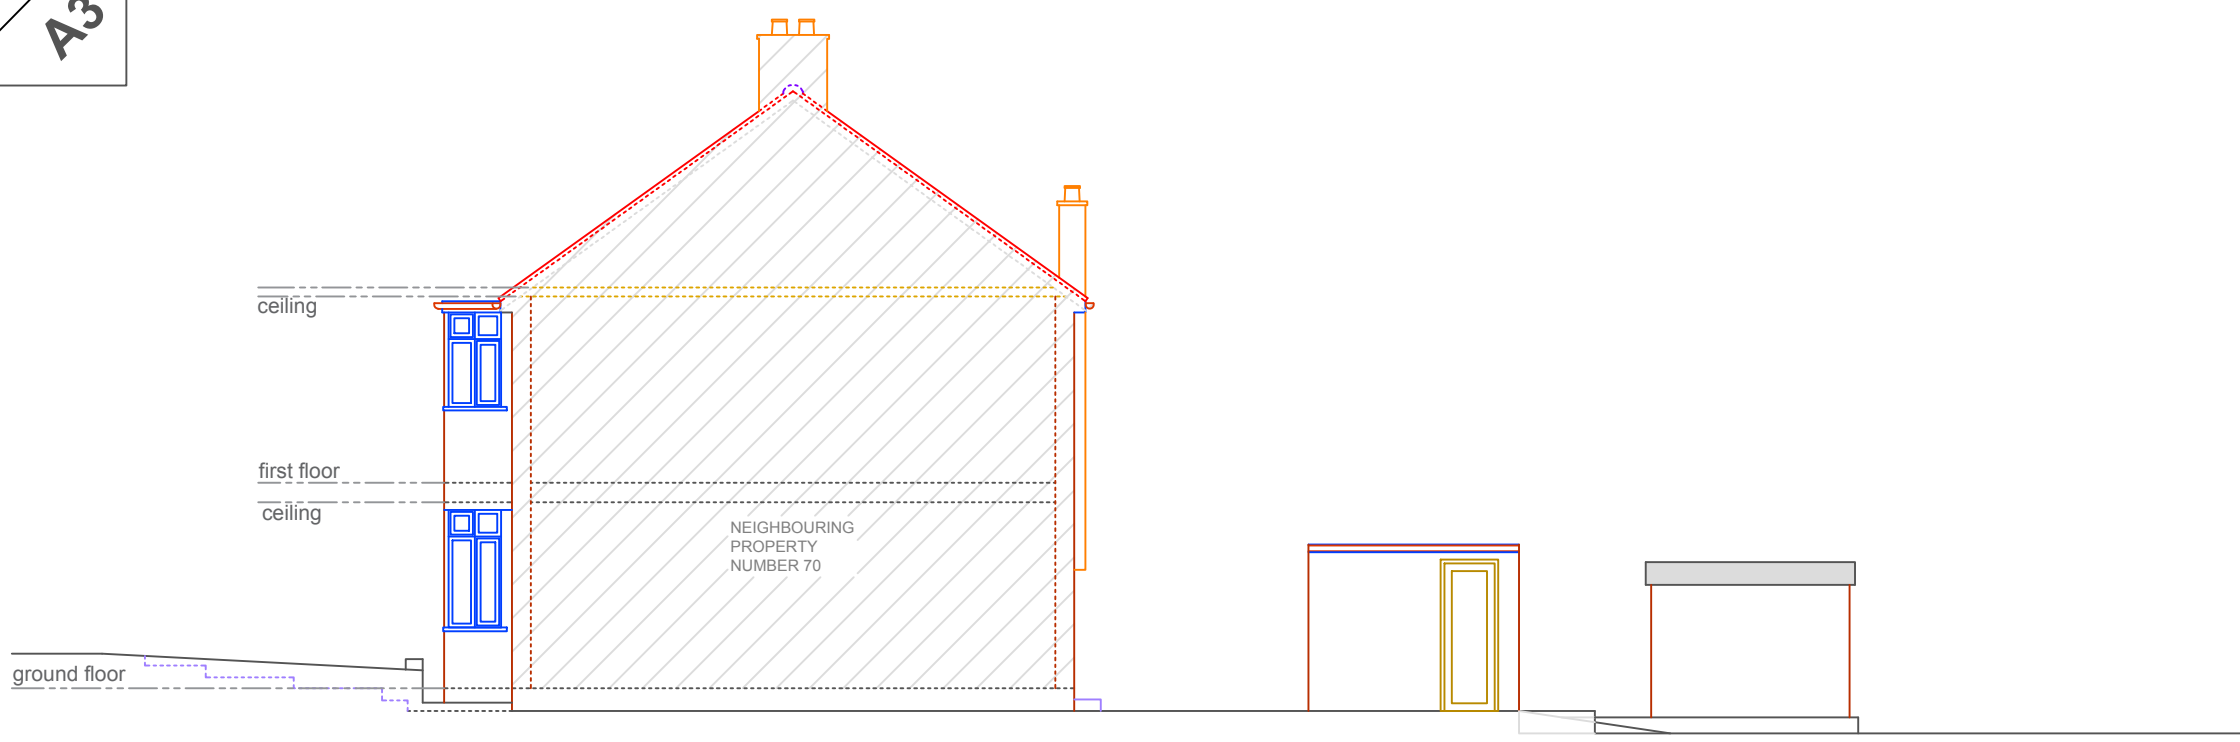 A3
ceiling
first floor
ceiling
NEIGHBOURING
PROPERTY
NUMBER 70
ground floor